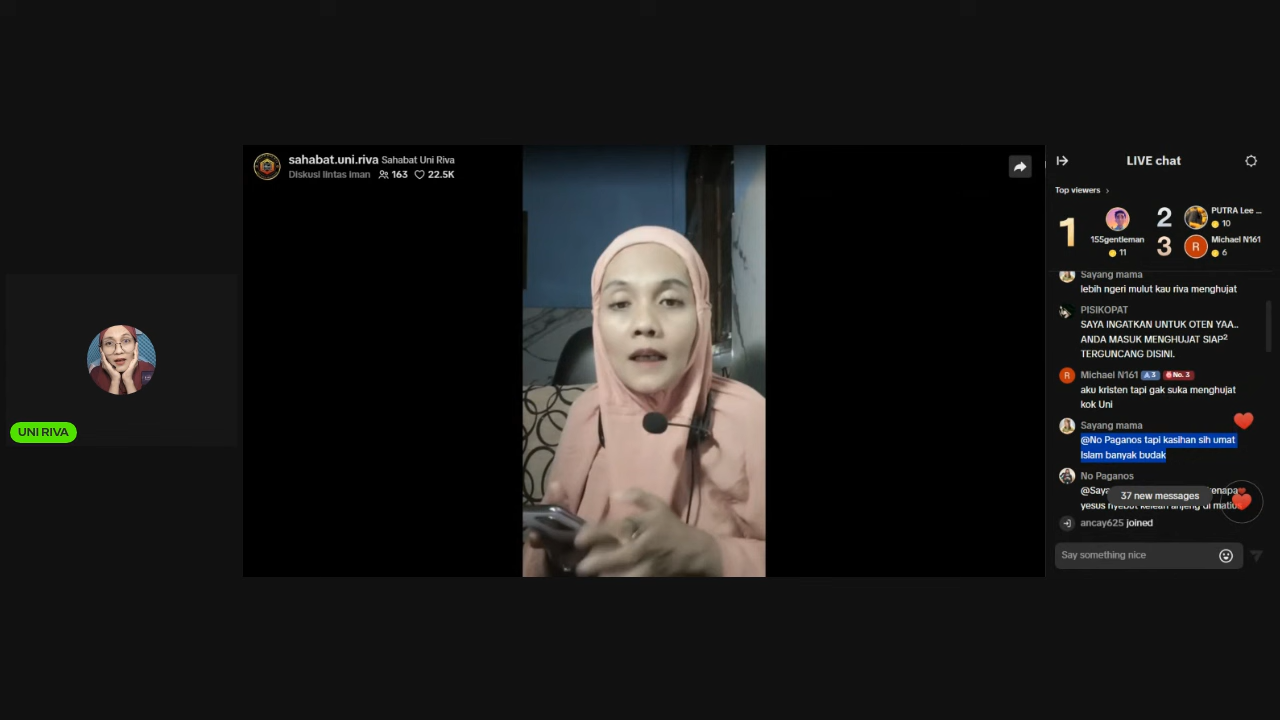 UNI RIVA
sahabat.uni.riva Sahabat Uni Riva
Diskusi lintas Iman 163 22.5K
LIVE chat
Top viewers
1
155gentleman
11
2
PUTRA Lee ...
10
3
R
Michael N161
6
Sayang mama
lebih ngeri mulut kau riva menghujat
PISIKOPAT
SAYA INGATKAN UNTUK OTEN YAA..
ANDA MASUK MENGHUJAT SIAP²
TERGUNCANG DISINI.
R Michael N161 3 No. 3
aku kristen tapi gak suka menghujat
kok Uni
Sayang mama
@No Paganos tapi kasihan sih umat
Islam banyak budak
No Paganos
@Saya
37 new messages
yesus nyebut kelean anjeng di
ancay625 joined
Say something nice